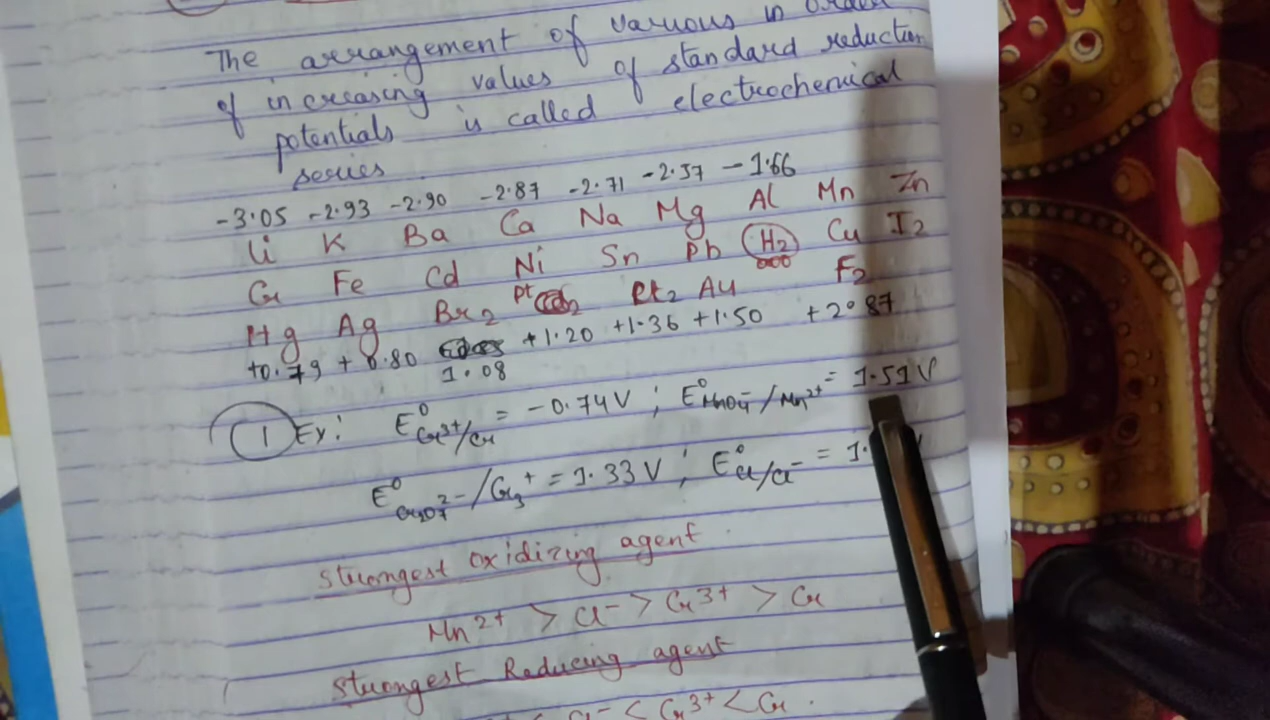 The arrangement of various in order
of increasing values of standard reduction
potentials is called electrochemical
series
-3.05 -2.93 -2.90 -2.87 -2.71 -2.37 -1.66
Li K Ba Ca Na Mg Al Mn Zn
Cr Fe Cd Ni Sn Pb H2 Cu I2
Hg Ag Br2 Pt Au F2
+0.79 +0.80 1.08 +1.20 +1.36 +1.50 +2.87
1 Ex: E°Cr3+/Cr = -0.74V ; E°MnO4-/Mn2+ = 1.51V
/Cr3+ = 1.33V ; E°Cl/Cl- = 1.
Strongest oxidizing agent
Mn2+ > Cl- > Cr3+ > Cr
Strongest Reducing agent
< Cl- < Cr3+ < Cr.